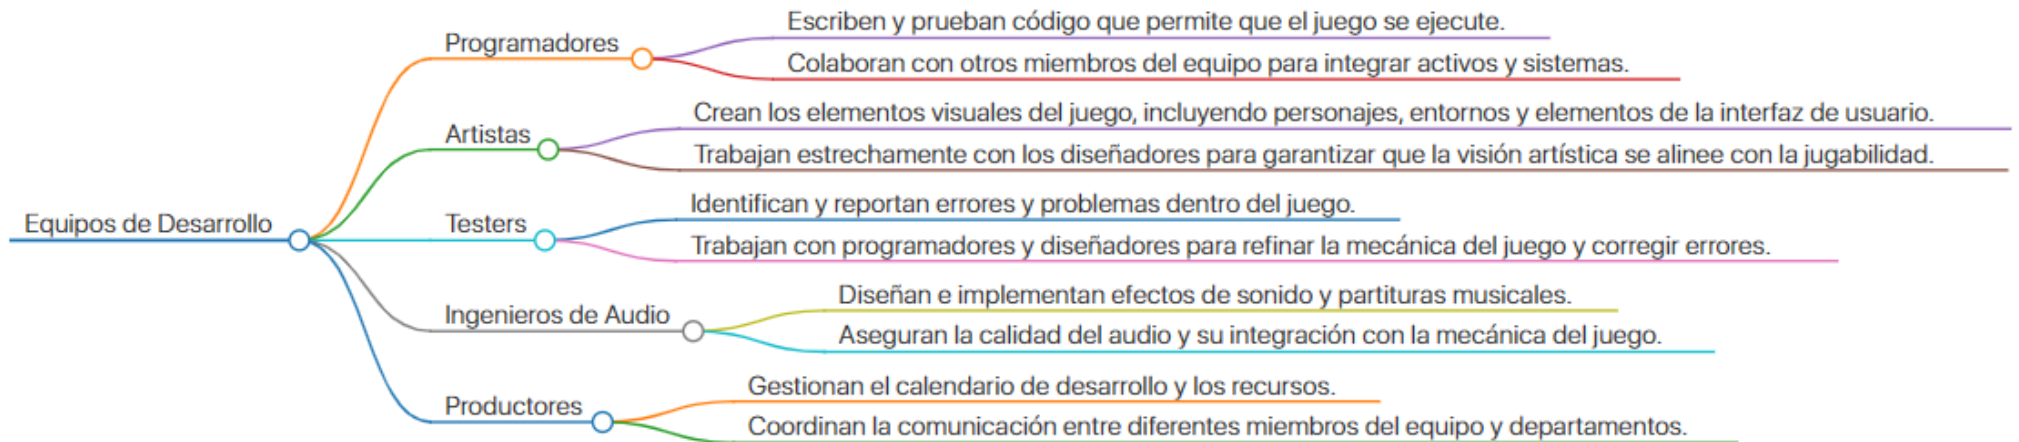 Equipos de Desarrollo
Programadores
Escriben y prueban código que permite que el juego se ejecute.
Colaboran con otros miembros del equipo para integrar activos y sistemas.
Artistas
Crean los elementos visuales del juego, incluyendo personajes, entornos y elementos de la interfaz de usuario.
Trabajan estrechamente con los diseñadores para garantizar que la visión artística se alinee con la jugabilidad.
Testers
Identifican y reportan errores y problemas dentro del juego.
Trabajan con programadores y diseñadores para refinar la mecánica del juego y corregir errores.
Ingenieros de Audio
Diseñan e implementan efectos de sonido y partituras musicales.
Aseguran la calidad del audio y su integración con la mecánica del juego.
Productores
Gestionan el calendario de desarrollo y los recursos.
Coordinan la comunicación entre diferentes miembros del equipo y departamentos.